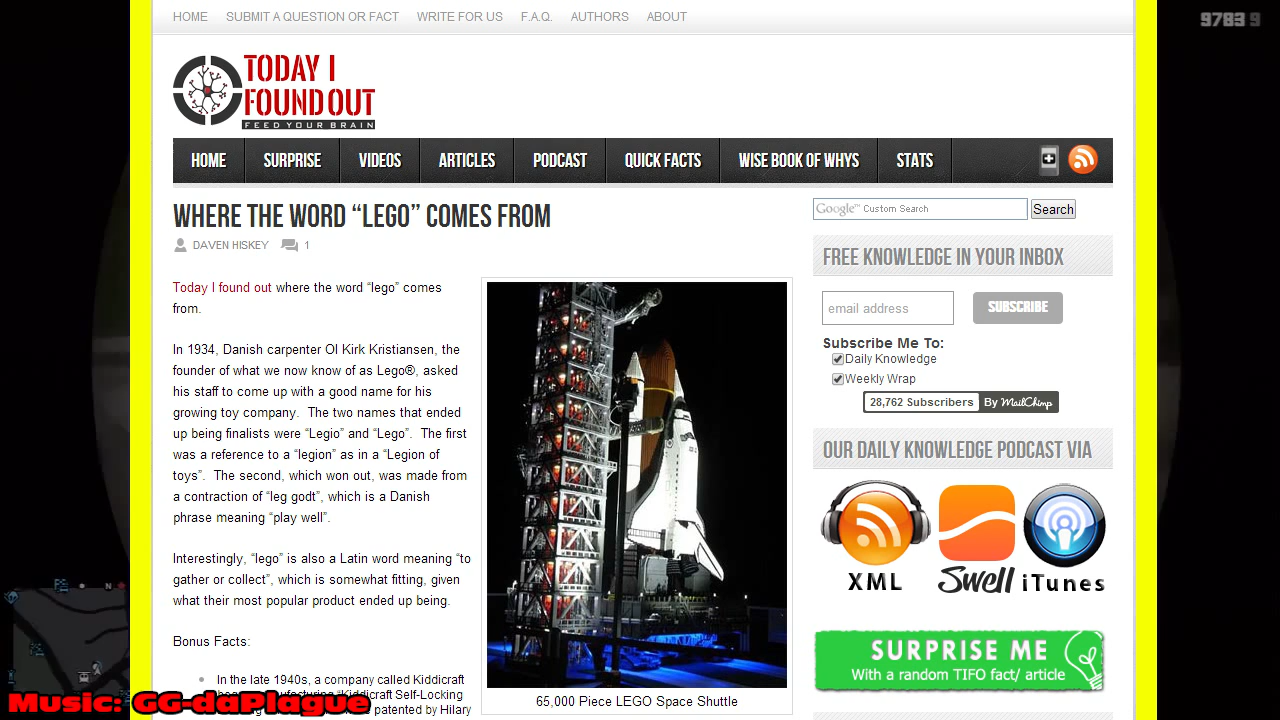 HOME SUBMIT A QUESTION OR FACT WRITE FOR US F.A.Q. AUTHORS ABOUT
9783 9
TODAY I
FOUND OUT
FEED YOUR BRAIN
HOME SURPRISE VIDEOS ARTICLES PODCAST QUICK FACTS WISE BOOK OF WHYS STATS
WHERE THE WORD “LEGO” COMES FROM
DAVEN HISKEY 1
Today I found out where the word “lego” comes
from.
In 1934, Danish carpenter Ol Kirk Kristiansen, the
founder of what we now know of as Lego®, asked
his staff to come up with a good name for his
growing toy company. The two names that ended
up being finalists were “Legio” and “Lego”. The first
was a reference to a “legion” as in a “Legion of
toys”. The second, which won out, was made from
a contraction of “leg godt”, which is a Danish
phrase meaning “play well”.
Interestingly, “lego” is also a Latin word meaning “to
gather or collect”, which is somewhat fitting, given
what their most popular product ended up being.
Bonus Facts:
In the late 1940s, a company called Kiddicraft
“Kiddicraft Self-Locking
patented by Hilary
65,000 Piece LEGO Space Shuttle
Google™ Custom Search Search
FREE KNOWLEDGE IN YOUR INBOX
email address SUBSCRIBE
Subscribe Me To:
Daily Knowledge
Weekly Wrap
28,762 Subscribers By MailChimp
OUR DAILY KNOWLEDGE PODCAST VIA
XML Swell iTunes
SURPRISE ME
With a random TIFO fact/ article
N
Music: GG-daPlague